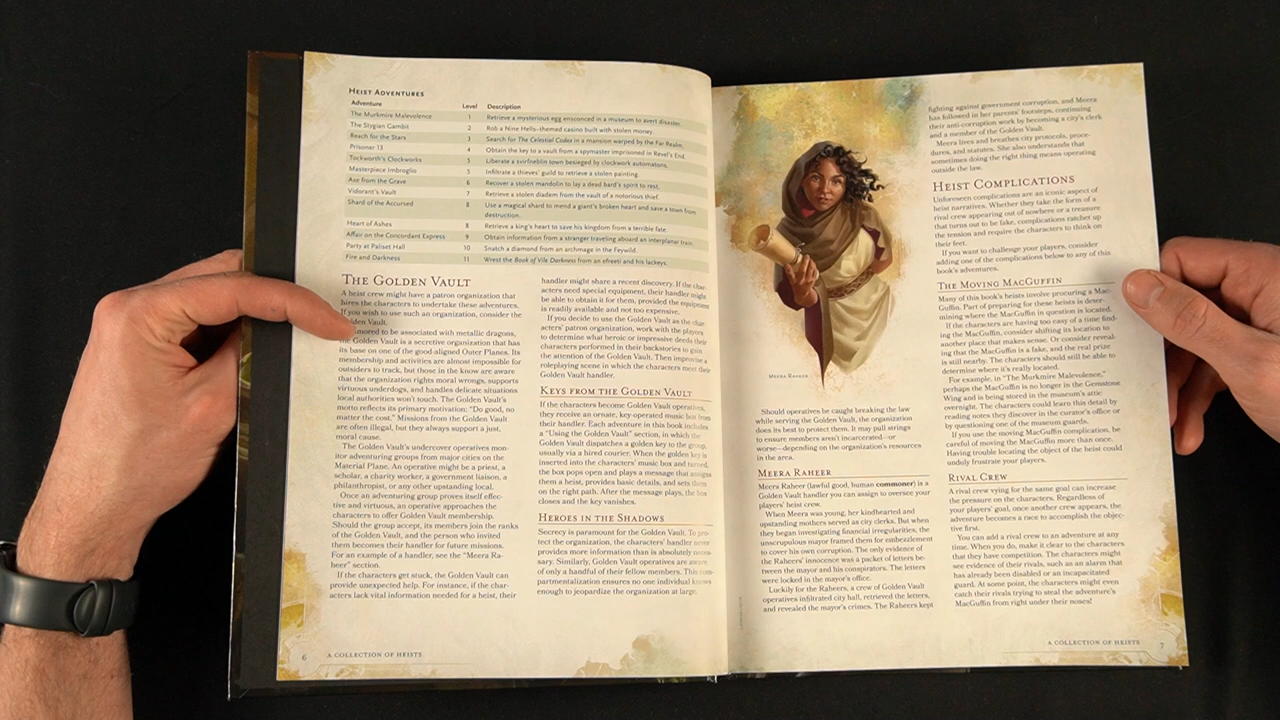 HEIST ADVENTURES
Adventure Level Description
The Murkmire Malevolence 1 Retrieve a mysterious egg ensconced in a museum to avert disaster.
The Stygian Gambit 2 Rob a Nine Hells–themed casino built with stolen money.
Reach for the Stars 3 Search for The Celestial Codex in a mansion warped by the Far Realm.
Prisoner 13 4 Obtain the key to a vault from a spymaster imprisoned in Revel's End.
Tockworth's Clockworks 5 Liberate a svirfneblin town besieged by clockwork automatons.
Masterpiece Imbroglio 5 Infiltrate a thieves' guild to retrieve a stolen painting.
Axe from the Grave 6 Recover a stolen mandolin to lay a dead bard's spirit to rest.
Vidorant's Vault 7 Retrieve a stolen diadem from the vault of a notorious thief.
Shard of the Accursed 8 Use a magical shard to mend a giant's broken heart and save a town from
destruction.
Heart of Ashes 8 Retrieve a king's heart to save his kingdom from a terrible fate.
Affair on the Concordant Express 9 Obtain information from a stranger traveling aboard an interplanar train.
Party at Paliset Hall 10 Snatch a diamond from an archmage in the Feywild.
Fire and Darkness 11 Wrest the Book of Vile Darkness from an efreeti and his lackeys.
THE GOLDEN VAULT
A heist crew might have a patron organization that
hires the characters to undertake these adventures.
If you wish to use such an organization, consider the
Vault.
to be associated with metallic dragons,
Golden Vault is a secretive organization that has
its base on one of the good-aligned Outer Planes. Its
membership and activities are almost impossible for
outsiders to track, but those in the know are aware
that the organization rights moral wrongs, supports
virtuous underdogs, and handles delicate situations
local authorities won't touch. The Golden Vault's
motto reflects its primary motivation: "Do good, no
matter the cost." Missions from the Golden Vault
are often illegal, but they always support a just,
moral cause.
The Golden Vault's undercover operatives mon-
itor adventuring groups from major cities on the
Material Plane. An operative might be a priest, a
scholar, a charity worker, a government liaison, a
philanthropist, or any other upstanding local.
Once an adventuring group proves itself effec-
tive and virtuous, an operative approaches the
characters to offer Golden Vault membership.
Should the group accept, its members join the ranks
of the Golden Vault, and the person who invited
them becomes their handler for future missions.
For an example of a handler, see the "Meera Ra-
heer" section.
If the characters get stuck, the Golden Vault can
provide unexpected help. For instance, if the char-
acters lack vital information needed for a heist, their
handler might share a recent discovery. If the char-
acters need special equipment, their handler might
be able to obtain it for them, provided the equipment
is readily available and not too expensive.
If you decide to use the Golden Vault as the char-
acters' patron organization, work with the players
to determine what heroic or impressive deeds their
characters performed in their backstories to gain
the attention of the Golden Vault. Then improvise a
roleplaying scene in which the characters meet their
Golden Vault handler.
KEYS FROM THE GOLDEN VAULT
If the characters become Golden Vault operatives,
they receive an ornate, key-operated music box from
their handler. Each adventure in this book includes
a "Using the Golden Vault" section, in which the
Golden Vault dispatches a golden key to the group,
usually via a hired courier. When the golden key is
inserted into the characters' music box and turned,
the box pops open and plays a message that assigns
them a heist, provides basic details, and sets them
on the right path. After the message plays, the box
closes and the key vanishes.
HEROES IN THE SHADOWS
Secrecy is paramount for the Golden Vault. To pro-
tect the organization, the characters' handler never
provides more information than is absolutely neces-
sary. Similarly, Golden Vault operatives are aware
of only a handful of their fellow members. This com-
partmentalization ensures no one individual knows
enough to jeopardize the organization at large.
6 A COLLECTION OF HEISTS
MEERA RAHEER
Should operatives be caught breaking the law
while serving the Golden Vault, the organization
does its best to protect them. It may pull strings
to ensure members aren't incarcerated—or
worse—depending on the organization's resources
in the area.
MEERA RAHEER
Meera Raheer (lawful good, human commoner) is a
Golden Vault handler you can assign to oversee your
players' heist crew.
When Meera was young, her kindhearted and
upstanding mothers served as city clerks. But when
they began investigating financial irregularities, the
unscrupulous mayor framed them for embezzlement
to cover his own corruption. The only evidence of
the Raheers' innocence was a packet of letters be-
tween the mayor and his conspirators. The letters
were locked in the mayor's office.
Luckily for the Raheers, a crew of Golden Vault
operatives infiltrated city hall, retrieved the letters,
and revealed the mayor's crimes. The Raheers kept
fighting against government corruption, and Meera
has followed in her parents' footsteps, continuing
their anti-corruption work by becoming a city's clerk
and a member of the Golden Vault.
Meera lives and breathes city protocols, proce-
dures, and statutes. She also understands that
sometimes doing the right thing means operating
outside the law.
HEIST COMPLICATIONS
Unforeseen complications are an iconic aspect of
heist narratives. Whether they take the form of a
rival crew appearing out of nowhere or a treasure
that turns out to be fake, complications ratchet up
the tension and require the characters to think on
their feet.
If you want to challenge your players, consider
adding one of the complications below to any of this
book's adventures.
THE MOVING MACGUFFIN
Many of this book's heists involve procuring a Mac-
Guffin. Part of preparing for these heists is deter-
mining where the MacGuffin in question is located.
If the characters are having too easy of a time find-
ing the MacGuffin, consider shifting its location to
another place that makes sense. Or consider reveal-
ing that the MacGuffin is a fake, and the real prize
is still nearby. The characters should still be able to
determine where it's really located.
For example, in "The Murkmire Malevolence,"
perhaps the MacGuffin is no longer in the Gemstone
Wing and is being stored in the museum's attic
overnight. The characters could learn this detail by
reading notes they discover in the curator's office or
by questioning one of the museum guards.
If you use the moving MacGuffin complication, be
careful of moving the MacGuffin more than once.
Having trouble locating the object of the heist could
unduly frustrate your players.
RIVAL CREW
A rival crew vying for the same goal can increase
the pressure on the characters. Regardless of
your players' goal, once another crew appears, the
adventure becomes a race to accomplish the objec-
tive first.
You can add a rival crew to an adventure at any
time. When you do, make it clear to the characters
that they have competition. The characters might
see evidence of their rivals, such as an alarm that
has already been disabled or an incapacitated
guard. At some point, the characters might even
catch their rivals trying to steal the adventure's
MacGuffin from right under their noses!
A COLLECTION OF HEISTS 7